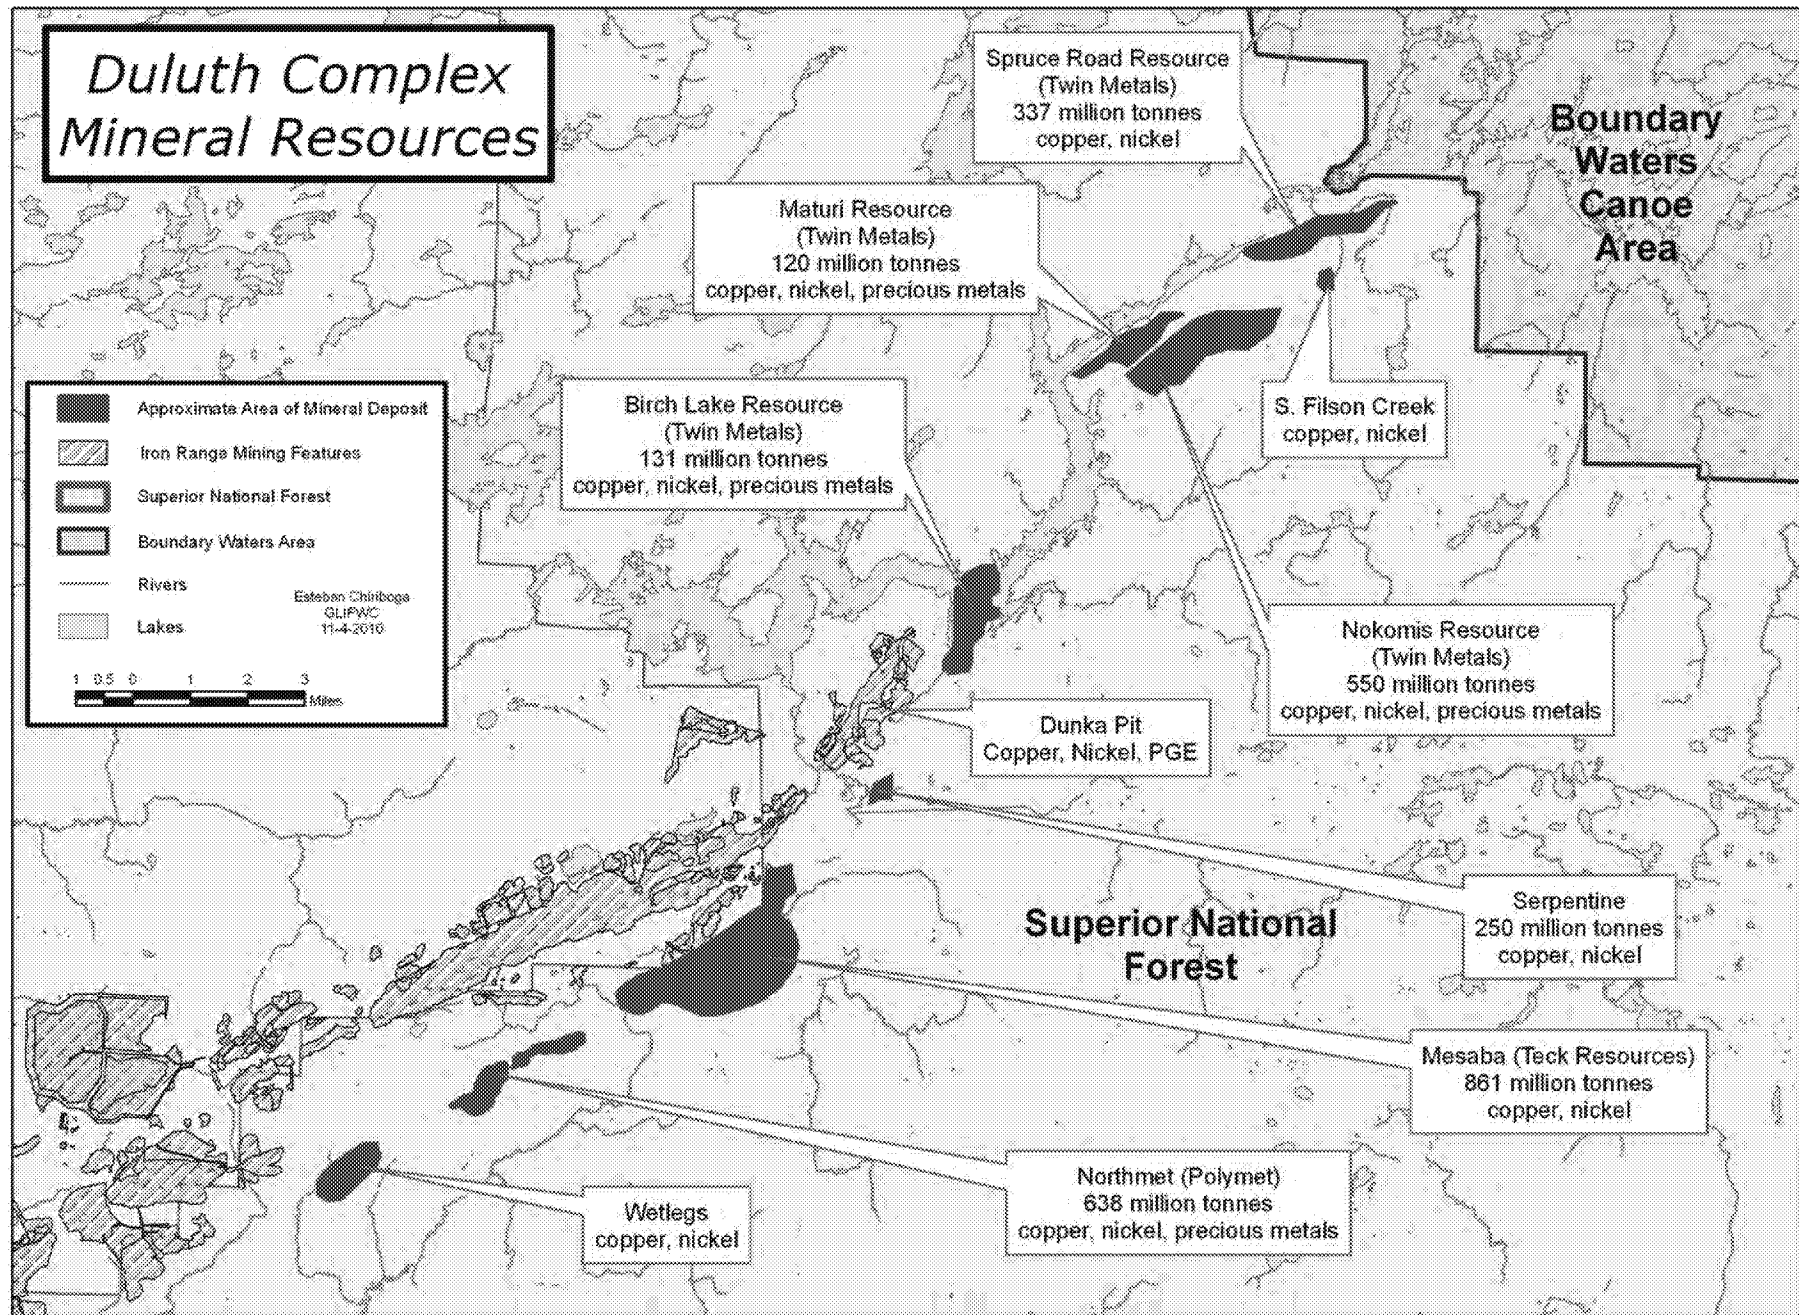 Duluth Complex
Mineral Resources
Spruce Road Resource
(Twin Metals)
337 million tonnes
copper, nickel
Boundary
Waters
Canoe
Area
Maturi Resource
(Twin Metals)
120 million tonnes
copper, nickel, precious metals
Birch Lake Resource
(Twin Metals)
131 million tonnes
copper, nickel, precious metals
S. Filson Creek
copper, nickel
Approximate Area of Mineral Deposit
Iron Range Mining Features
Superior National Forest
Boundary Waters Area
Rivers
Lakes
Esteban Chiriboga
GLIFWC
11-4-2010
1 0.5 0 1 2 3
Miles
Nokomis Resource
(Twin Metals)
550 million tonnes
copper, nickel, precious metals
Dunka Pit
Copper, Nickel, PGE
Serpentine
250 million tonnes
copper, nickel
Superior National
Forest
Mesaba (Teck Resources)
861 million tonnes
copper, nickel
Northmet (Polymet)
638 million tonnes
copper, nickel, precious metals
Wetlegs
copper, nickel